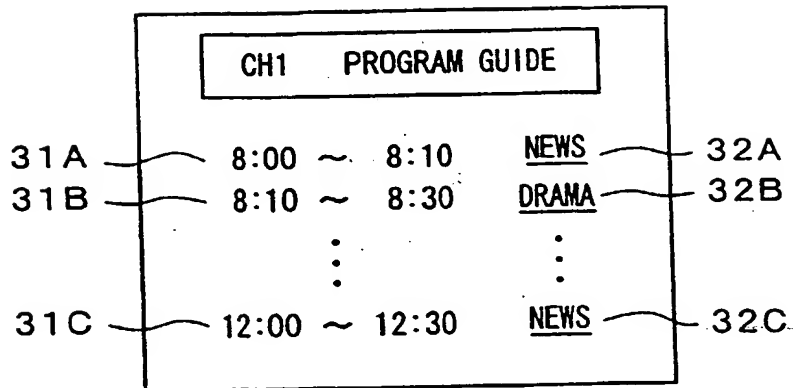 CH1 PROGRAM GUIDE
31A 8:00 ~ 8:10 NEWS 32A
31B 8:10 ~ 8:30 DRAMA 32B
31C 12:00 ~ 12:30 NEWS 32C